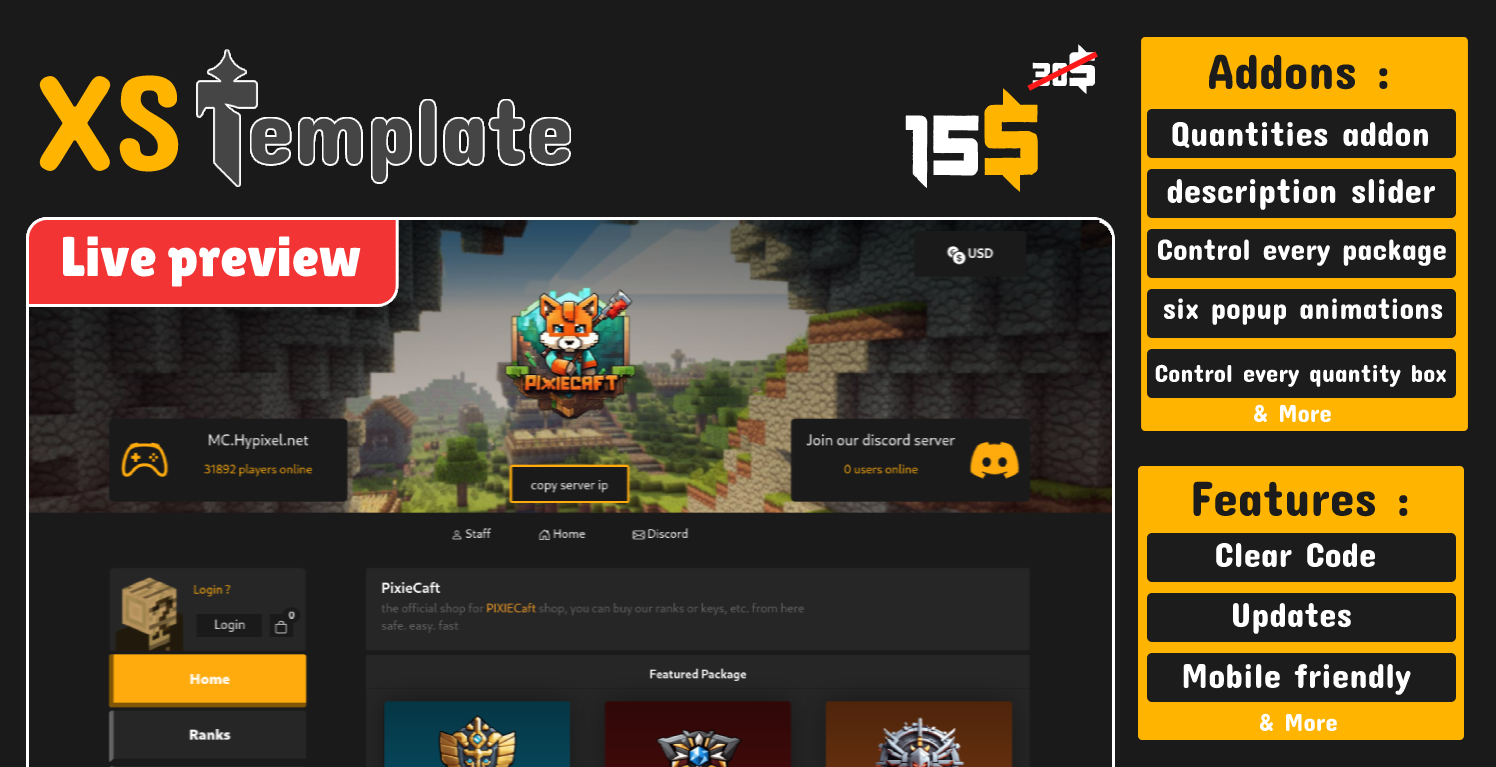 XS Template
30$
15$
Live preview
USD
PIXIECAFT
MC.Hypixel.net
31892 players online
copy server ip
Join our discord server
0 users online
Staff
Home
Discord
Login ?
Login
0
Home
Ranks
PixieCaft
the official shop for PIXIECaft shop, you can buy our ranks or keys, etc. from here
safe. easy. fast
Featured Package
Addons :
Quantities addon
description slider
Control every package
six popup animations
Control every quantity box
& More
Features :
Clear Code
Updates
Mobile friendly
& More